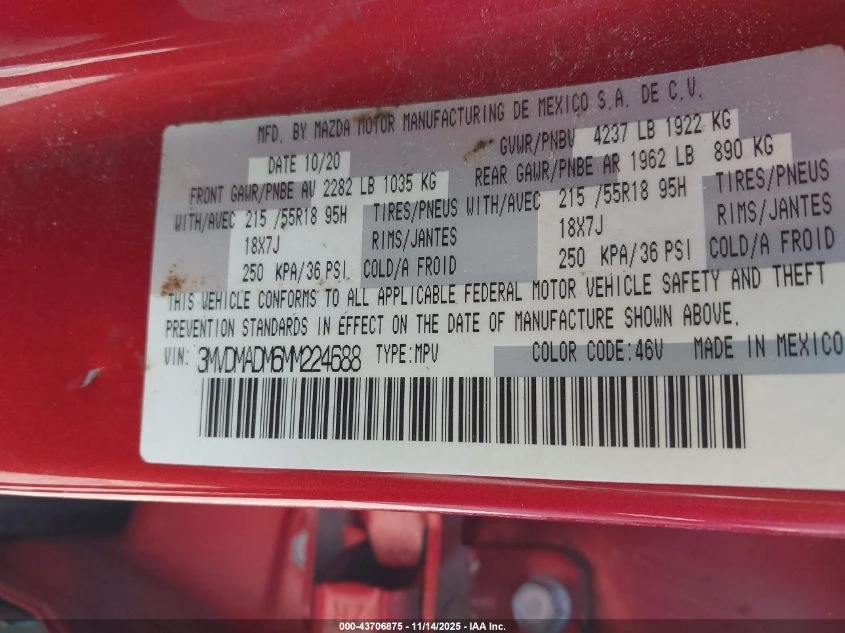 MFD. BY MAZDA MOTOR MANUFACTURING DE MEXICO S.A. DE C.V.
DATE 10/20 GVWR/PNBV 4237 LB 1922 KG
FRONT GAWR/PNBE AV 2282 LB 1035 KG REAR GAWR/PNBE AR 1962 LB 890 KG
WITH/AVEC 215 /55R18 95H TIRES/PNEUS WITH/AVEC 215 /55R18 95H TIRES/PNEUS
18X7J RIMS/JANTES 18X7J RIMS/JANTES
250 KPA/36 PSI COLD/A FROID 250 KPA/36 PSI COLD/A FROID
THIS VEHICLE CONFORMS TO ALL APPLICABLE FEDERAL MOTOR VEHICLE SAFETY AND THEFT
PREVENTION STANDARDS IN EFFECT ON THE DATE OF MANUFACTURE SHOWN ABOVE.
VIN: 3MVDMADM6MM224688 TYPE:MPV COLOR CODE:46V MADE IN MEXICO
000-43706875 - 11/14/2025 - IAA Inc.